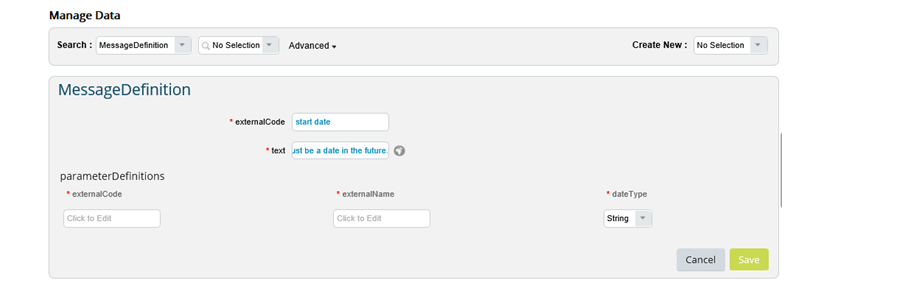 Manage Data
Search : MessageDefinition No Selection Advanced Create New : No Selection
MessageDefinition
* externalCode start date
* text be a date in the future.
parameterDefinitions
* externalCode * externalName * dateType
Click to Edit Click to Edit String
Cancel Save